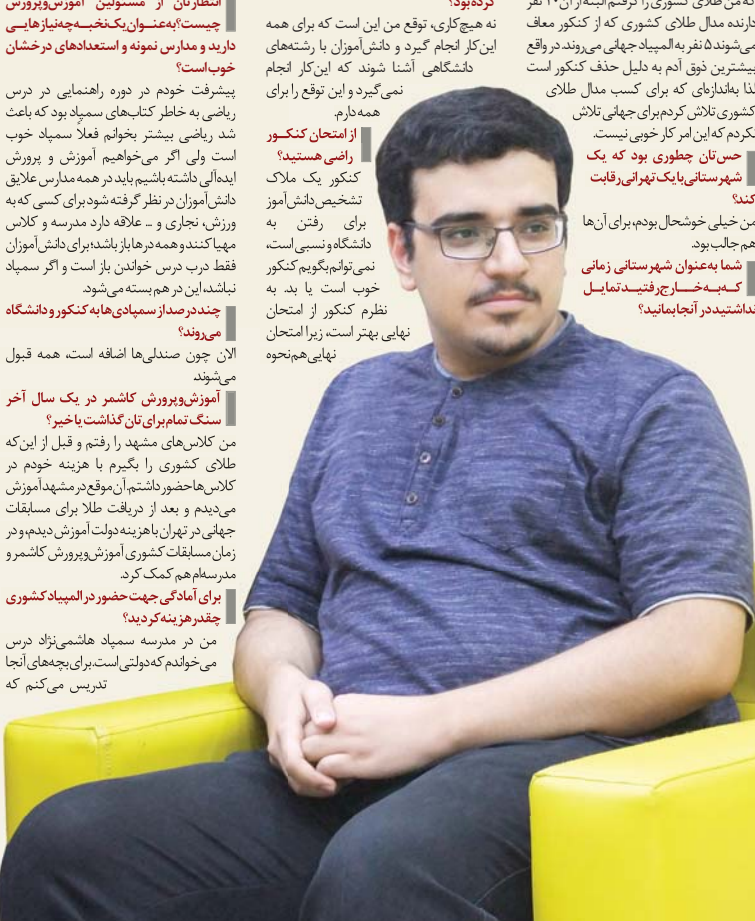 که من طلای کشوری را گرفتم البته از آن ۴۰ نفر
دارنده مدال طلای کشوری که از کنکور معاف
می‌شوند ۵ نفر به المپیاد جهانی می‌روند. در واقع
بیشترین ذوق آدم به دلیل حذف کنکور است
لذا به‌اندازه‌ای که برای کسب مدال طلای
کشوری تلاش کردم برای جهانی تلاش
نکردم که این امر کار خوبی نیست.
حس‌تان چطوری بود که یک
شهرستانی با یک تهرانی رقابت
کند؟
من خیلی خوشحال بودم، برای آن‌ها
هم جالب بود.
شما به‌عنوان شهرستانی زمانی
که‌به‌خارج رفتید تمایل
نداشتید در آنجا بمانید؟
کرده‌بود؟
نه هیچ‌کاری، توقع من این است که برای همه
این‌کار انجام گیرد و دانش‌آموزان با رشته‌های
دانشگاهی آشنا شوند که این‌کار انجام
نمی‌گیرد و این توقع را برای
همه‌دارم.
از امتحان کنکور
راضی هستید؟
کنکور یک ملاک
تشخیص دانش‌آموز
برای رفتن به
دانشگاه و نسبی است،
نمی‌توانم بگویم کنکور
خوب است یا بد. به
نظرم کنکور از امتحان
نهایی بهتر است، زیرا امتحان
نهایی هم نحوه
انتظارتان از مسئولین آموزش‌وپرورش
چیست؟به‌عنوان‌یک‌نخبه‌چه‌نیازهایی
دارید و مدارس نمونه و استعدادهای درخشان
خوب‌است؟
پیشرفت خودم در دوره راهنمایی در درس
ریاضی به خاطر کتاب‌های سمپاد بود که باعث
شد ریاضی بیشتر بخوانم فعلاً سمپاد خوب
است ولی اگر می‌خواهیم آموزش و پرورش
ایده‌آلی داشته‌باشیم باید در همه مدارس علایق
دانش‌آموزان در نظر گرفته شود برای کسی که به
ورزش، نجاری و ... علاقه دارد مدرسه و کلاس
مهیا کنند و همه درها باز باشد؛ برای دانش‌آموزان
فقط درب درس خواندن باز است و اگر سمپاد
نباشد، این در هم بسته می‌شود.
چند درصد از سمپادی‌ها به کنکور و دانشگاه
می‌روند؟
الان چون صندلی‌ها اضافه است، همه قبول
می‌شوند.
آموزش‌وپرورش کاشمر در یک سال آخر
سنگ تمام برای تان گذاشت یا خیر؟
من کلاس‌های مشهد را رفتم و قبل از این‌که
طلای کشوری را بگیرم با هزینه خودم در
کلاس‌ها حضور داشتم. آن موقع در مشهد آموزش
می‌دیدم و بعد از دریافت طلا برای مسابقات
جهانی در تهران با هزینه دولت آموزش دیدم، و در
زمان مسابقات کشوری آموزش‌وپرورش کاشمر و
مدرسه‌ام هم کمک کرد.
برای آمادگی جهت حضور در المپیاد کشوری
چقدر هزینه کردید؟
من در مدرسه سمپاد هاشمی‌نژاد درس
می‌خواندم که دولتی است، برای بچه‌های آنجا
تدریس می‌کنم که